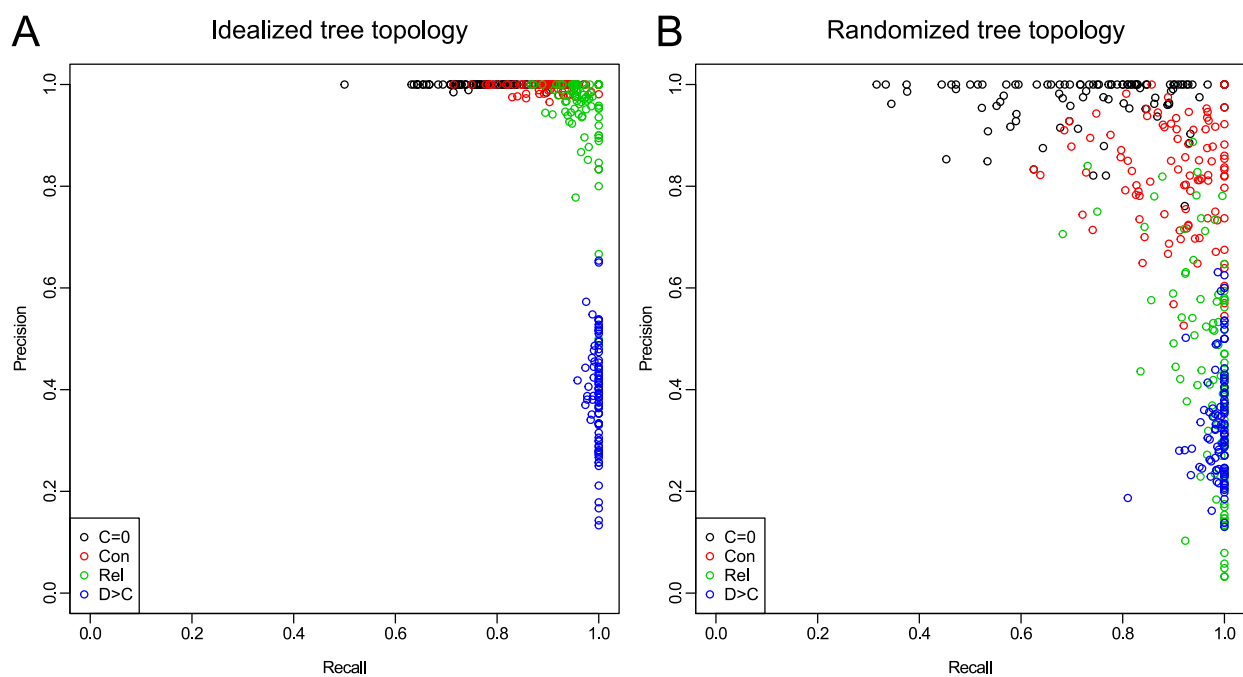 A
Idealized tree topology
Precision
0.0
0.2
0.4
0.6
0.8
1.0
C=0
Con
Rel
D>C
0.0 0.2 0.4 0.6 0.8 1.0
Recall
B
Randomized tree topology
Precision
0.0
0.2
0.4
0.6
0.8
1.0
C=0
Con
Rel
D>C
0.0 0.2 0.4 0.6 0.8 1.0
Recall